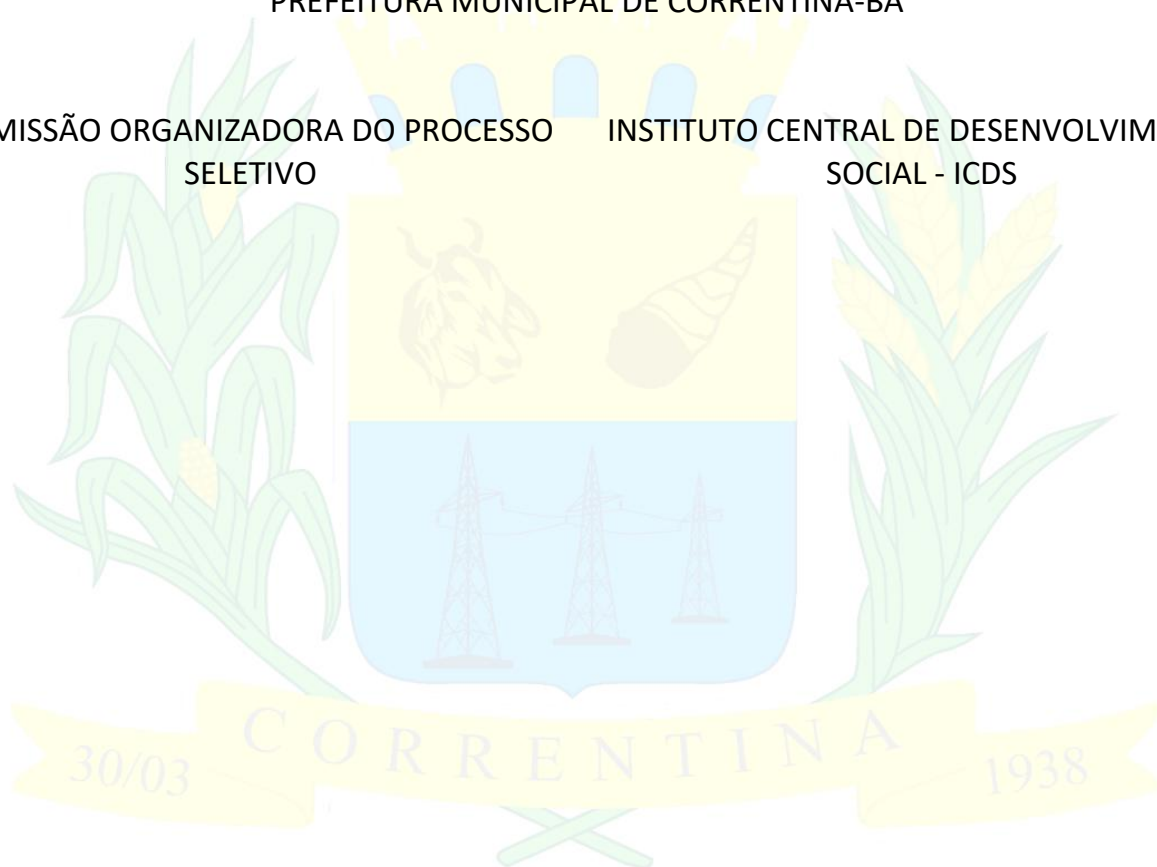 PREFEITURA MUNICIPAL DE CORRENTINA-BA
MISSÃO ORGANIZADORA DO PROCESSO
SELETIVO
INSTITUTO CENTRAL DE DESENVOLVIM
SOCIAL - ICDS
30/03
CORRENTINA
1938